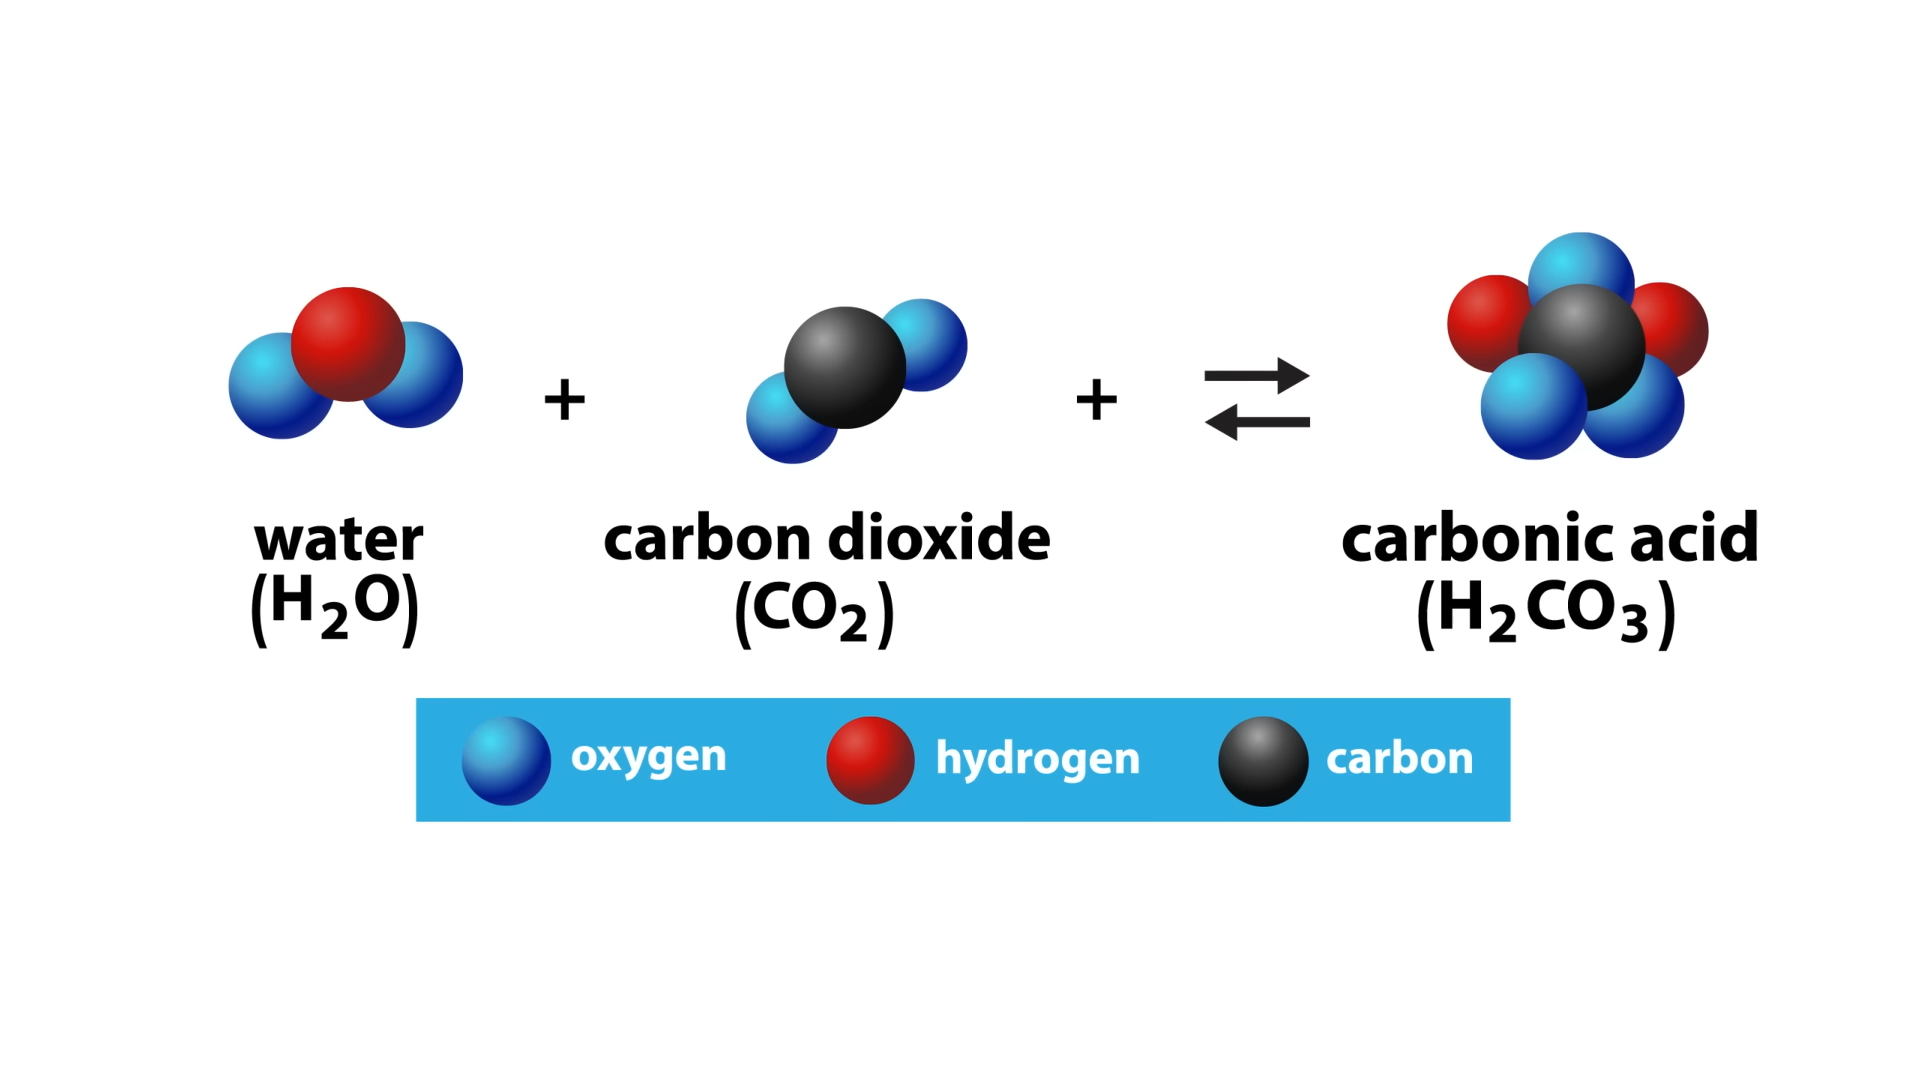 + +
water carbon dioxide carbonic acid
(H₂O) (CO₂) (H₂CO₃)
oxygen hydrogen carbon